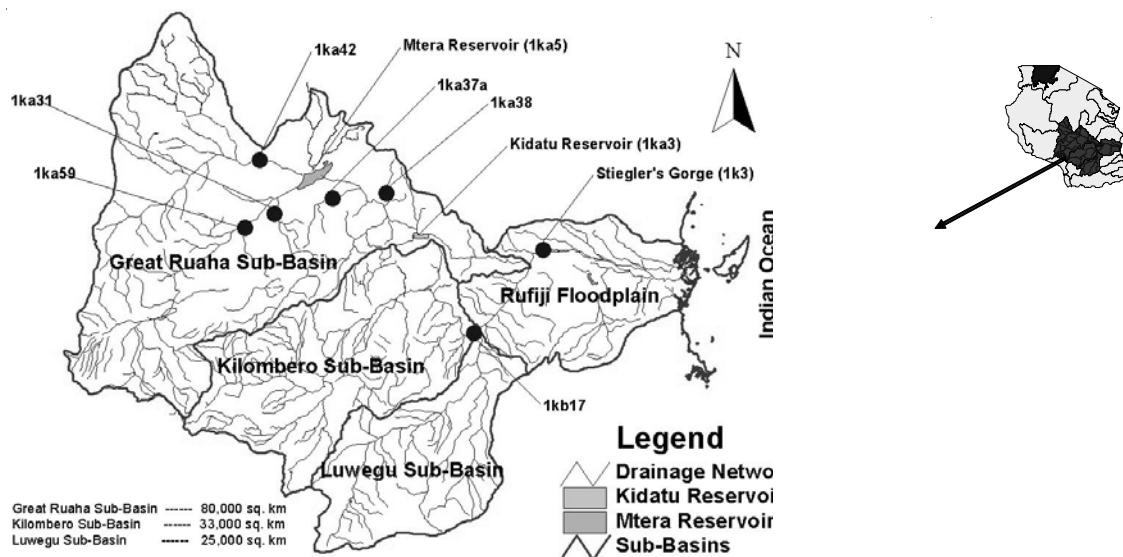 1ka42
Mtera Reservoir (1ka5)
N
1ka37a
1ka31
1ka38
Kidatu Reservoir (1ka3)
1ka59
Stiegler's Gorge (1k3)
Great Ruaha Sub-Basin
Rufiji Floodplain
Indian Ocean
Kilombero Sub-Basin
1kb17
Luwegu Sub-Basin
Legend
Drainage Netwo
Kidatu Reservoi
Mtera Reservoir
Sub-Basins
Great Ruaha Sub-Basin ------ 80,000 sq. km
Kilombero Sub-Basin ------ 33,000 sq. km
Luwegu Sub-Basin ------ 25,000 sq. km